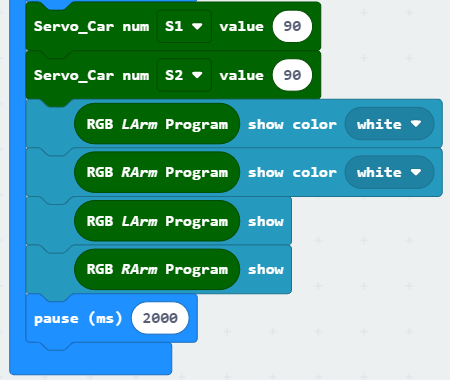 Servo_Car num S1 value 90
Servo_Car num S2 value 90
RGB LArm Program show color white
RGB RArm Program show color white
RGB LArm Program show
RGB RArm Program show
pause (ms) 2000